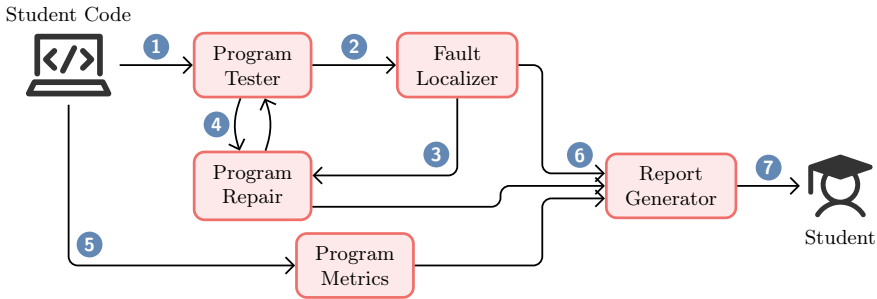 Student Code
</>
1
Program
Tester
2
Fault
Localizer
4
3
Program
Repair
6
Report
Generator
7
Student
5
Program
Metrics